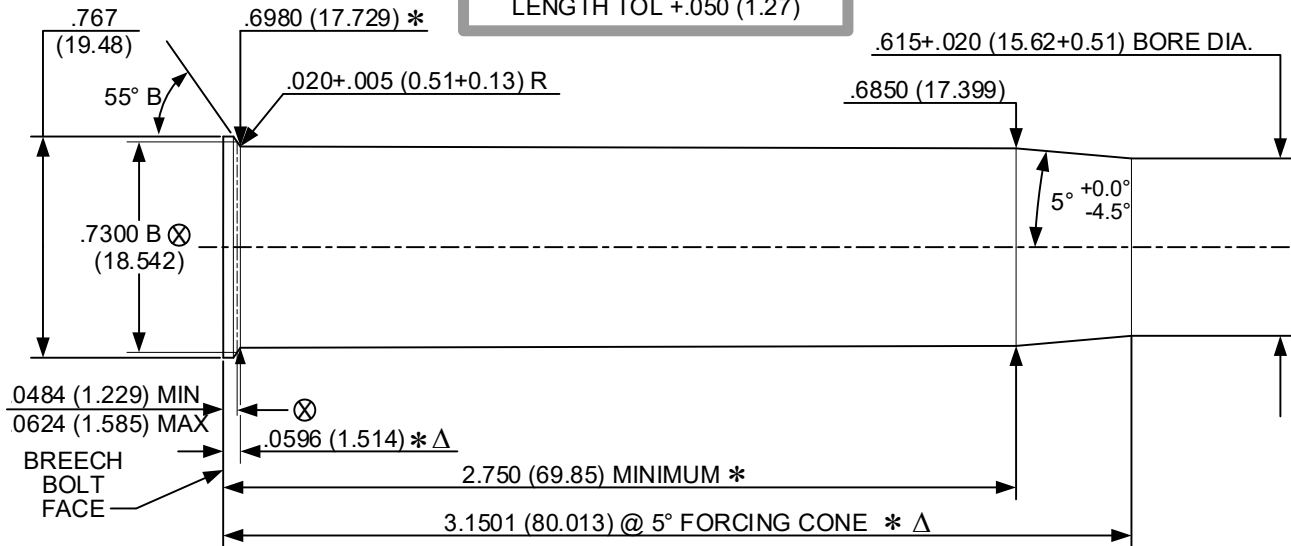 LENGTH TOL +.050 (1.27)
.767
(19.48)
.6980 (17.729) *
.615+.020 (15.62+0.51) BORE DIA.
55° B
.020+.005 (0.51+0.13) R
.6850 (17.399)
5° +0.0°
-4.5°
.7300 B ⊗
(18.542)
.0484 (1.229) MIN
.0624 (1.585) MAX
⊗
.0596 (1.514) * Δ
BREECH
BOLT
FACE
2.750 (69.85) MINIMUM *
3.1501 (80.013) @ 5° FORCING CONE * Δ